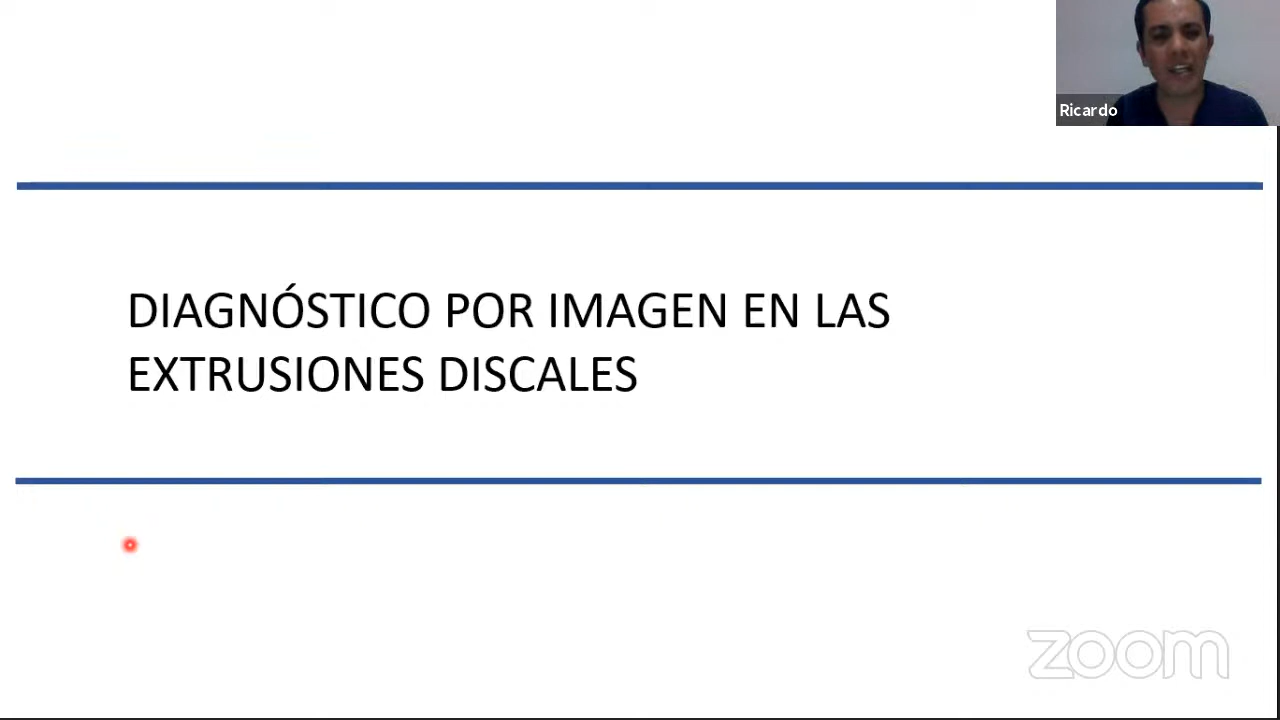 Ricardo
DIAGNÓSTICO POR IMAGEN EN LAS
EXTRUSIONES DISCALES
zoom